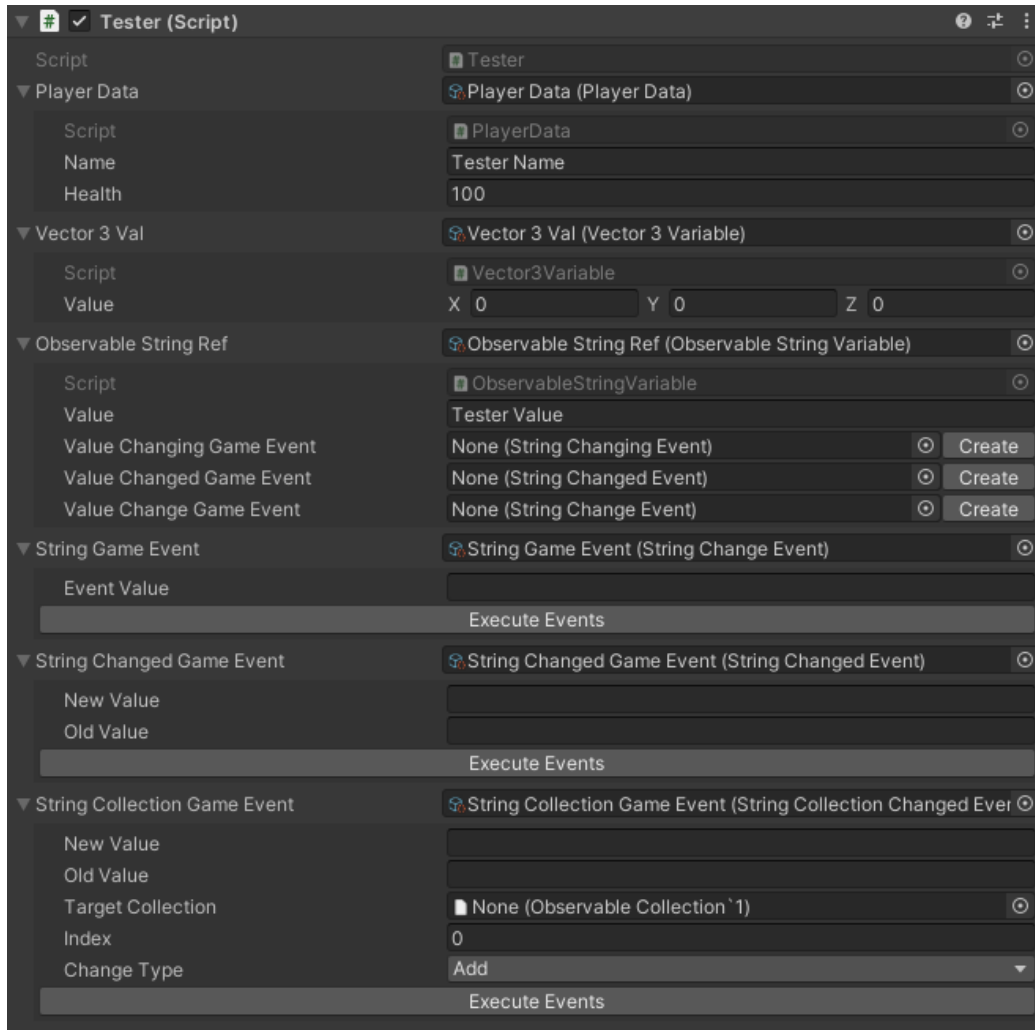 # Tester (Script)
Script Tester
Player Data Player Data (Player Data)
Script PlayerData
Name Tester Name
Health 100
Vector 3 Val Vector 3 Val (Vector 3 Variable)
Script Vector3Variable
Value X 0 Y 0 Z 0
Observable String Ref Observable String Ref (Observable String Variable)
Script ObservableStringVariable
Value Tester Value
Value Changing Game Event None (String Changing Event) Create
Value Changed Game Event None (String Changed Event) Create
Value Change Game Event None (String Change Event) Create
String Game Event String Game Event (String Change Event)
Event Value
Execute Events
String Changed Game Event String Changed Game Event (String Changed Event)
New Value
Old Value
Execute Events
String Collection Game Event String Collection Game Event (String Collection Changed Ever
New Value
Old Value
Target Collection None (Observable Collection`1)
Index 0
Change Type Add
Execute Events